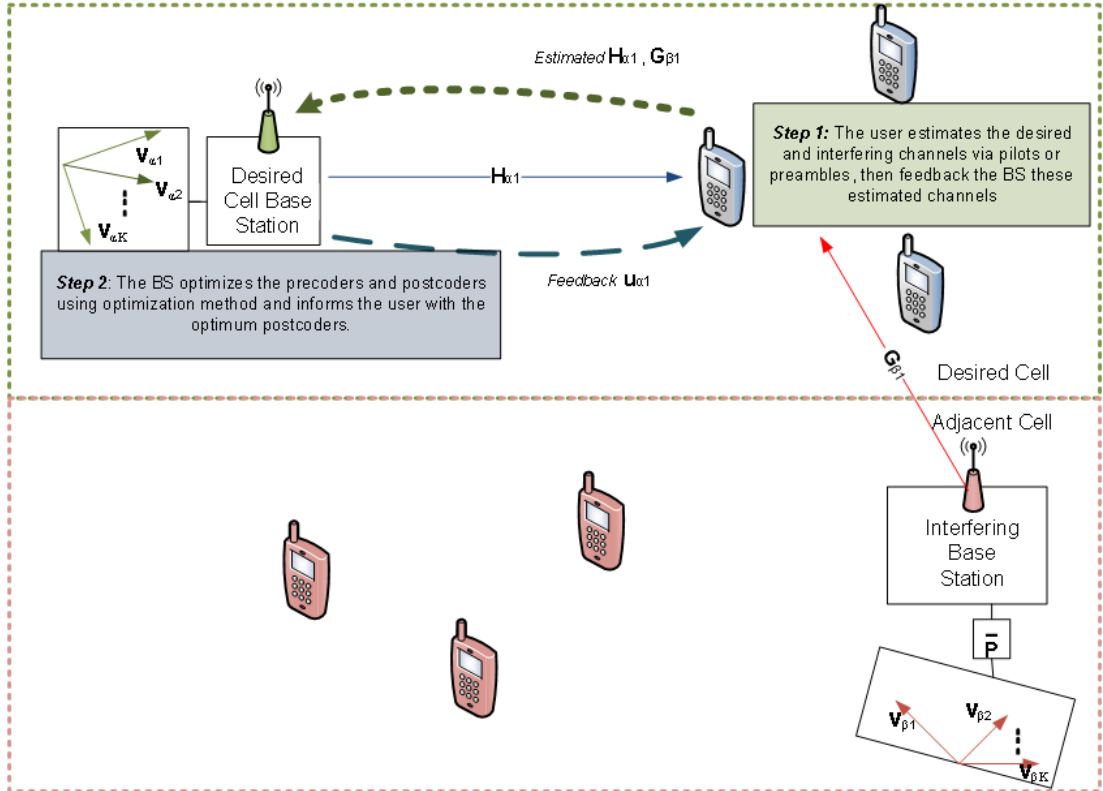 Estimated Hα1 , Gβ1
Step 1: The user estimates the desired
and interfering channels via pilots or
preambles, then feedback the BS these
estimated channels
Vα1
Vα2
VαK
Desired
Cell Base
Station
Hα1
Step 2: The BS optimizes the precoders and postcoders
using optimization method and informs the user with the
optimum postcoders.
Feedback uα1
Gβ1
Desired Cell
Adjacent Cell
Interfering
Base
Station
P̄
Vβ1
Vβ2
VβK